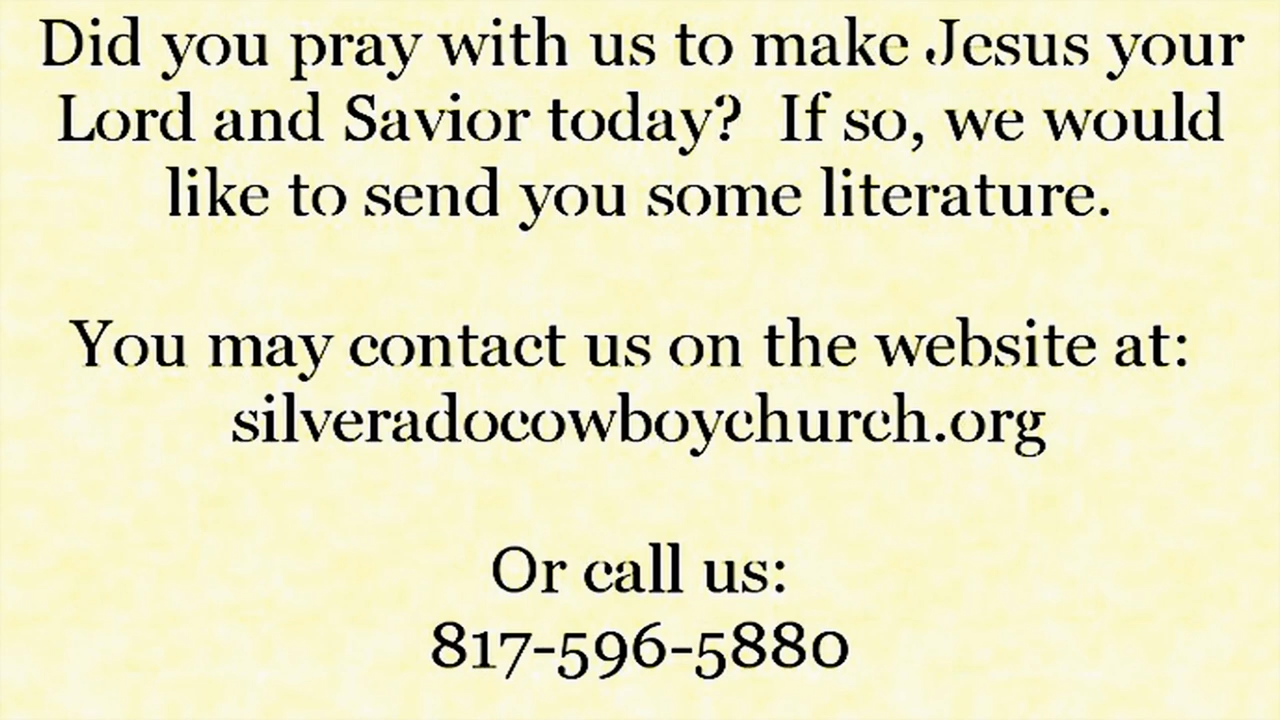 Did you pray with us to make Jesus your
Lord and Savior today?  If so, we would
like to send you some literature.
You may contact us on the website at:
silveradocowboychurch.org
Or call us:
817-596-5880